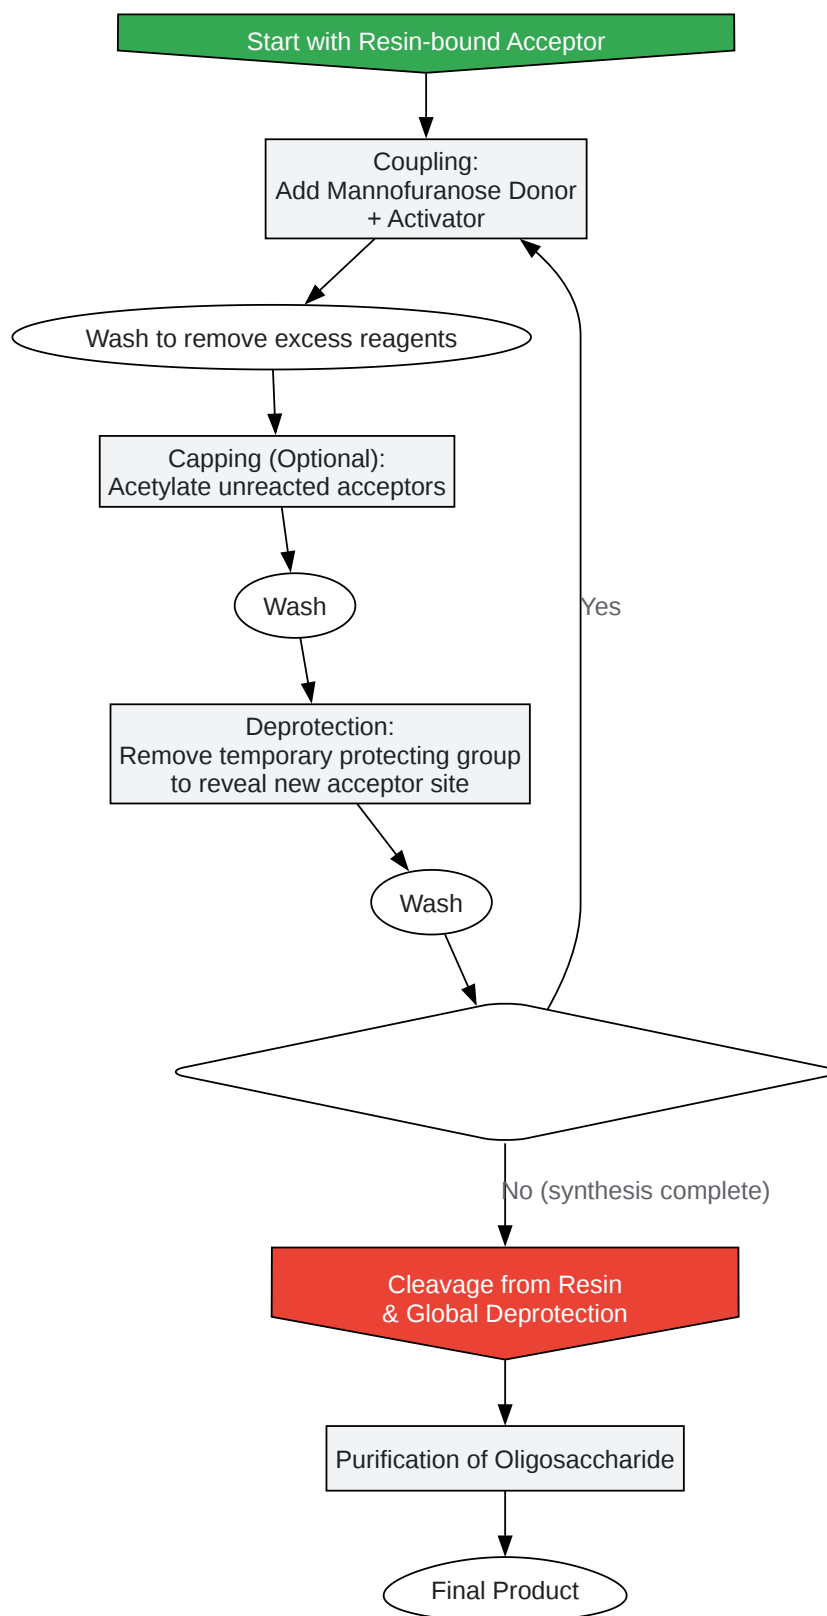 Start with Resin-bound Acceptor
Coupling:
Add Mannofuranose Donor
+ Activator
Wash to remove excess reagents
Capping (Optional):
Acetylate unreacted acceptors
Wash
Yes
Deprotection:
Remove temporary protecting group
to reveal new acceptor site
Wash
No (synthesis complete)
Cleavage from Resin
& Global Deprotection
Purification of Oligosaccharide
Final Product